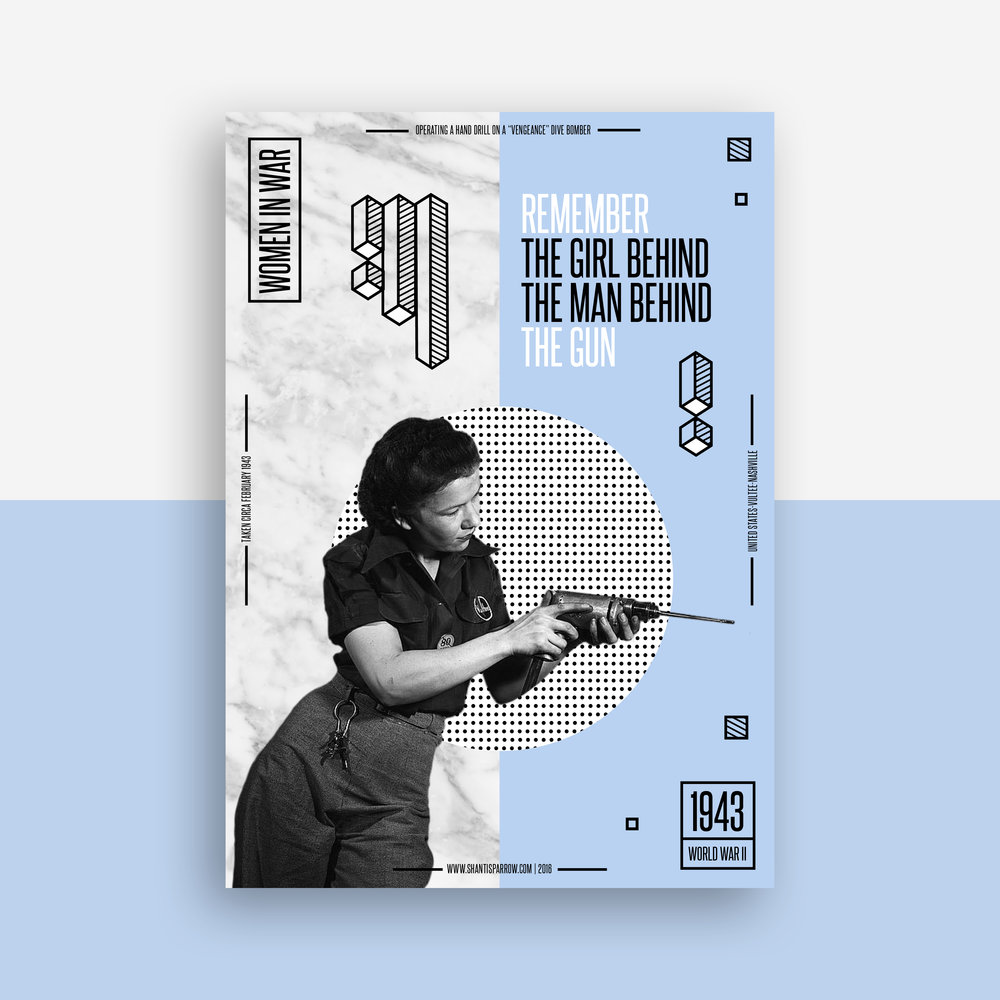 OPERATING A HAND DRILL ON A "VENGEANCE" DIVE BOMBER
WOMEN IN WAR
REMEMBER
THE GIRL BEHIND
THE MAN BEHIND
THE GUN
TAKEN CIRCA FEBRUARY 1943
UNITED STATES-VULTEE-NASHVILLE
1943
WORLD WAR II
WWW.SHANTISPARROW.COM | 2018